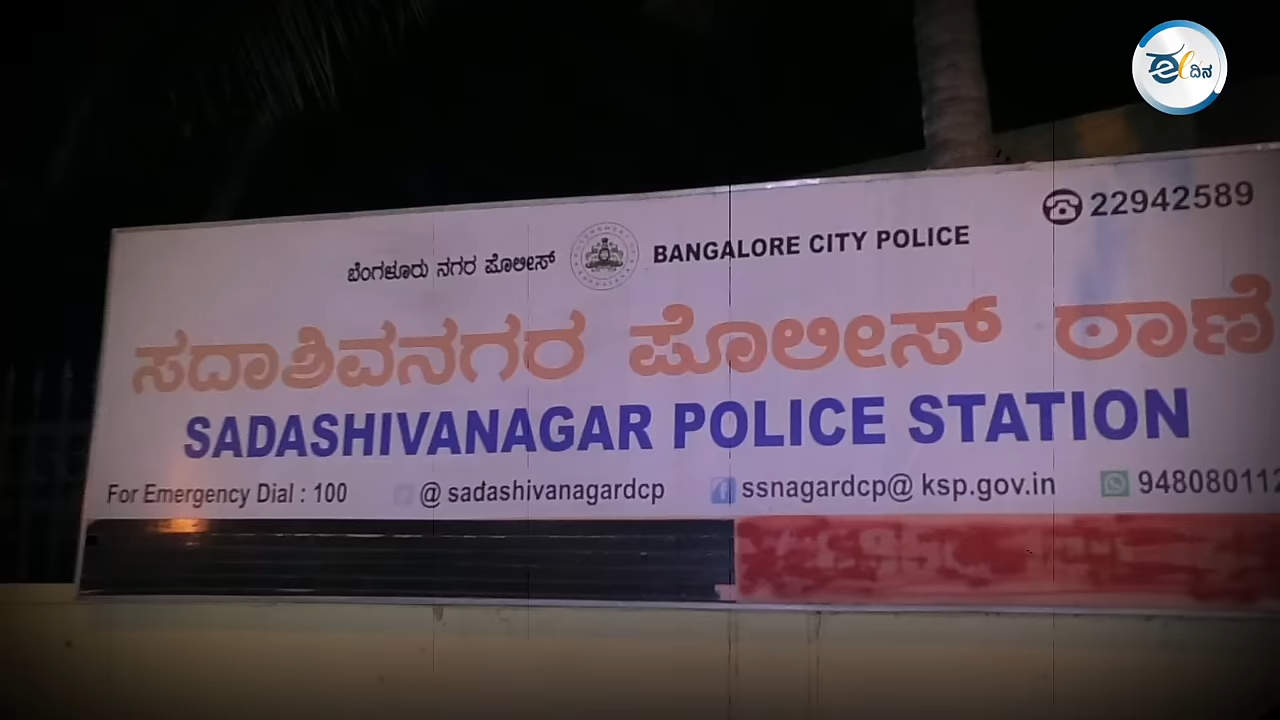 ಈ ದಿನ
22942589
ಬೆಂಗಳೂರು ನಗರ ಪೊಲೀಸ್ BANGALORE CITY POLICE
ಸದಾಶಿವನಗರ ಪೊಲೀಸ್ ಠಾಣೆ
SADASHIVANAGAR POLICE STATION
For Emergency Dial : 100 @ sadashivanagardcp ssnagardcp@ ksp.gov.in 948080112